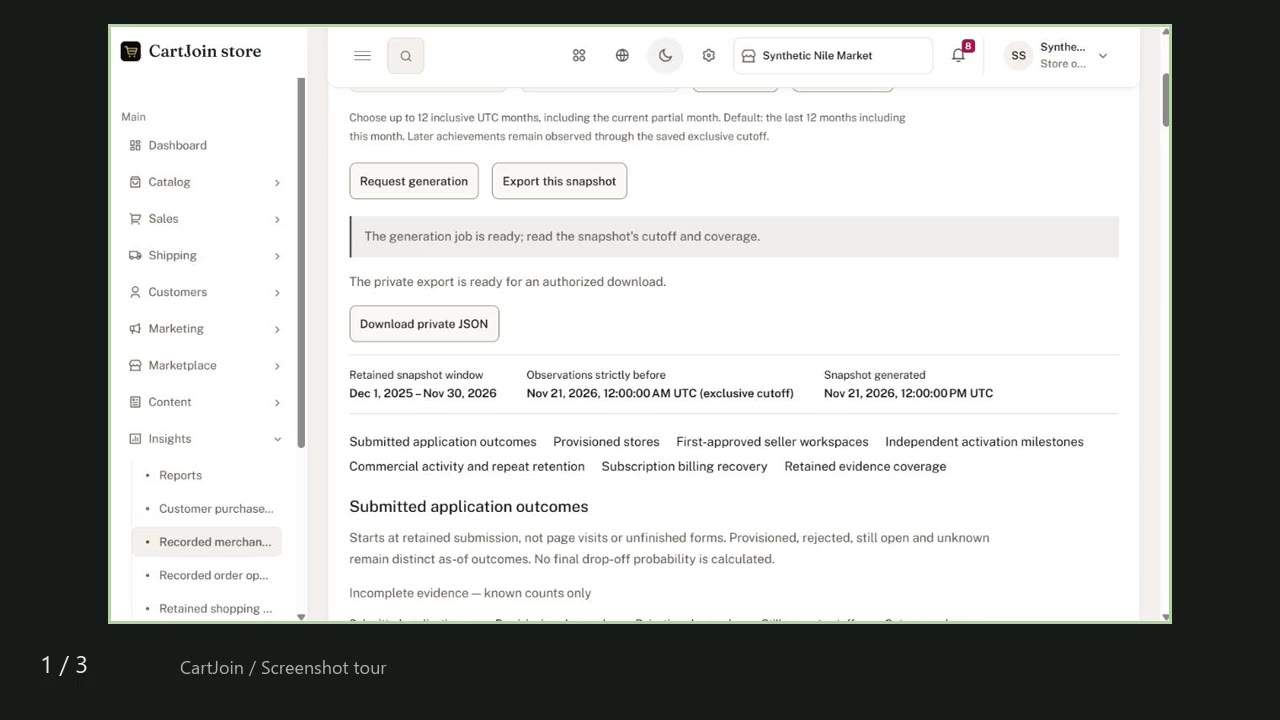 CartJoin store
Synthetic Nile Market
8
SS
Synthe...
Store o...
Main
Dashboard
Catalog
Sales
Shipping
Customers
Marketing
Marketplace
Content
Insights
Reports
Customer purchase...
Recorded merchan...
Recorded order op...
Retained shopping ...
Choose up to 12 inclusive UTC months, including the current partial month. Default: the last 12 months including
this month. Later achievements remain observed through the saved exclusive cutoff.
Request generation
Export this snapshot
The generation job is ready; read the snapshot's cutoff and coverage.
The private export is ready for an authorized download.
Download private JSON
Retained snapshot window
Dec 1, 2025 – Nov 30, 2026
Observations strictly before
Nov 21, 2026, 12:00:00 AM UTC (exclusive cutoff)
Snapshot generated
Nov 21, 2026, 12:00:00 PM UTC
Submitted application outcomes Provisioned stores First-approved seller workspaces Independent activation milestones
Commercial activity and repeat retention Subscription billing recovery Retained evidence coverage
Submitted application outcomes
Starts at retained submission, not page visits or unfinished forms. Provisioned, rejected, still open and unknown
remain distinct as-of outcomes. No final drop-off probability is calculated.
Incomplete evidence — known counts only
1 / 3
CartJoin / Screenshot tour